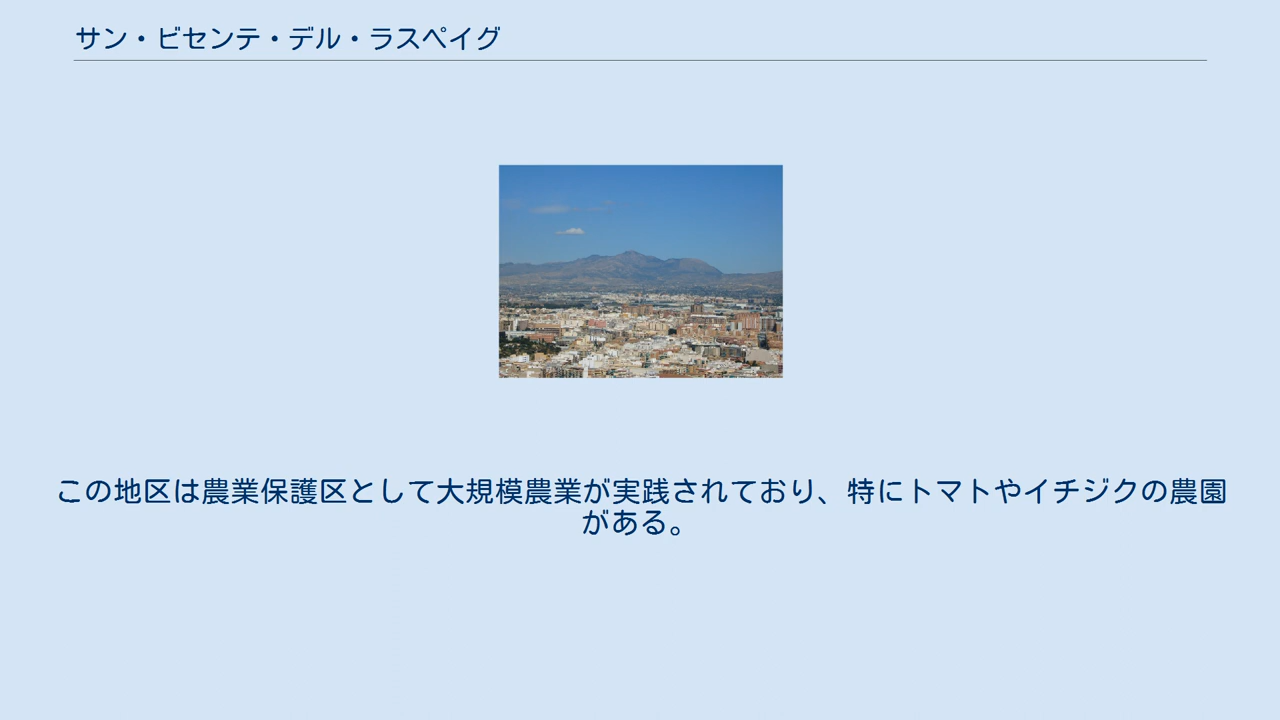 サン・ビセンテ・デル・ラスペイグ
この地区は農業保護区として大規模農業が実践されており、特にトマトやイチジクの農園
がある。